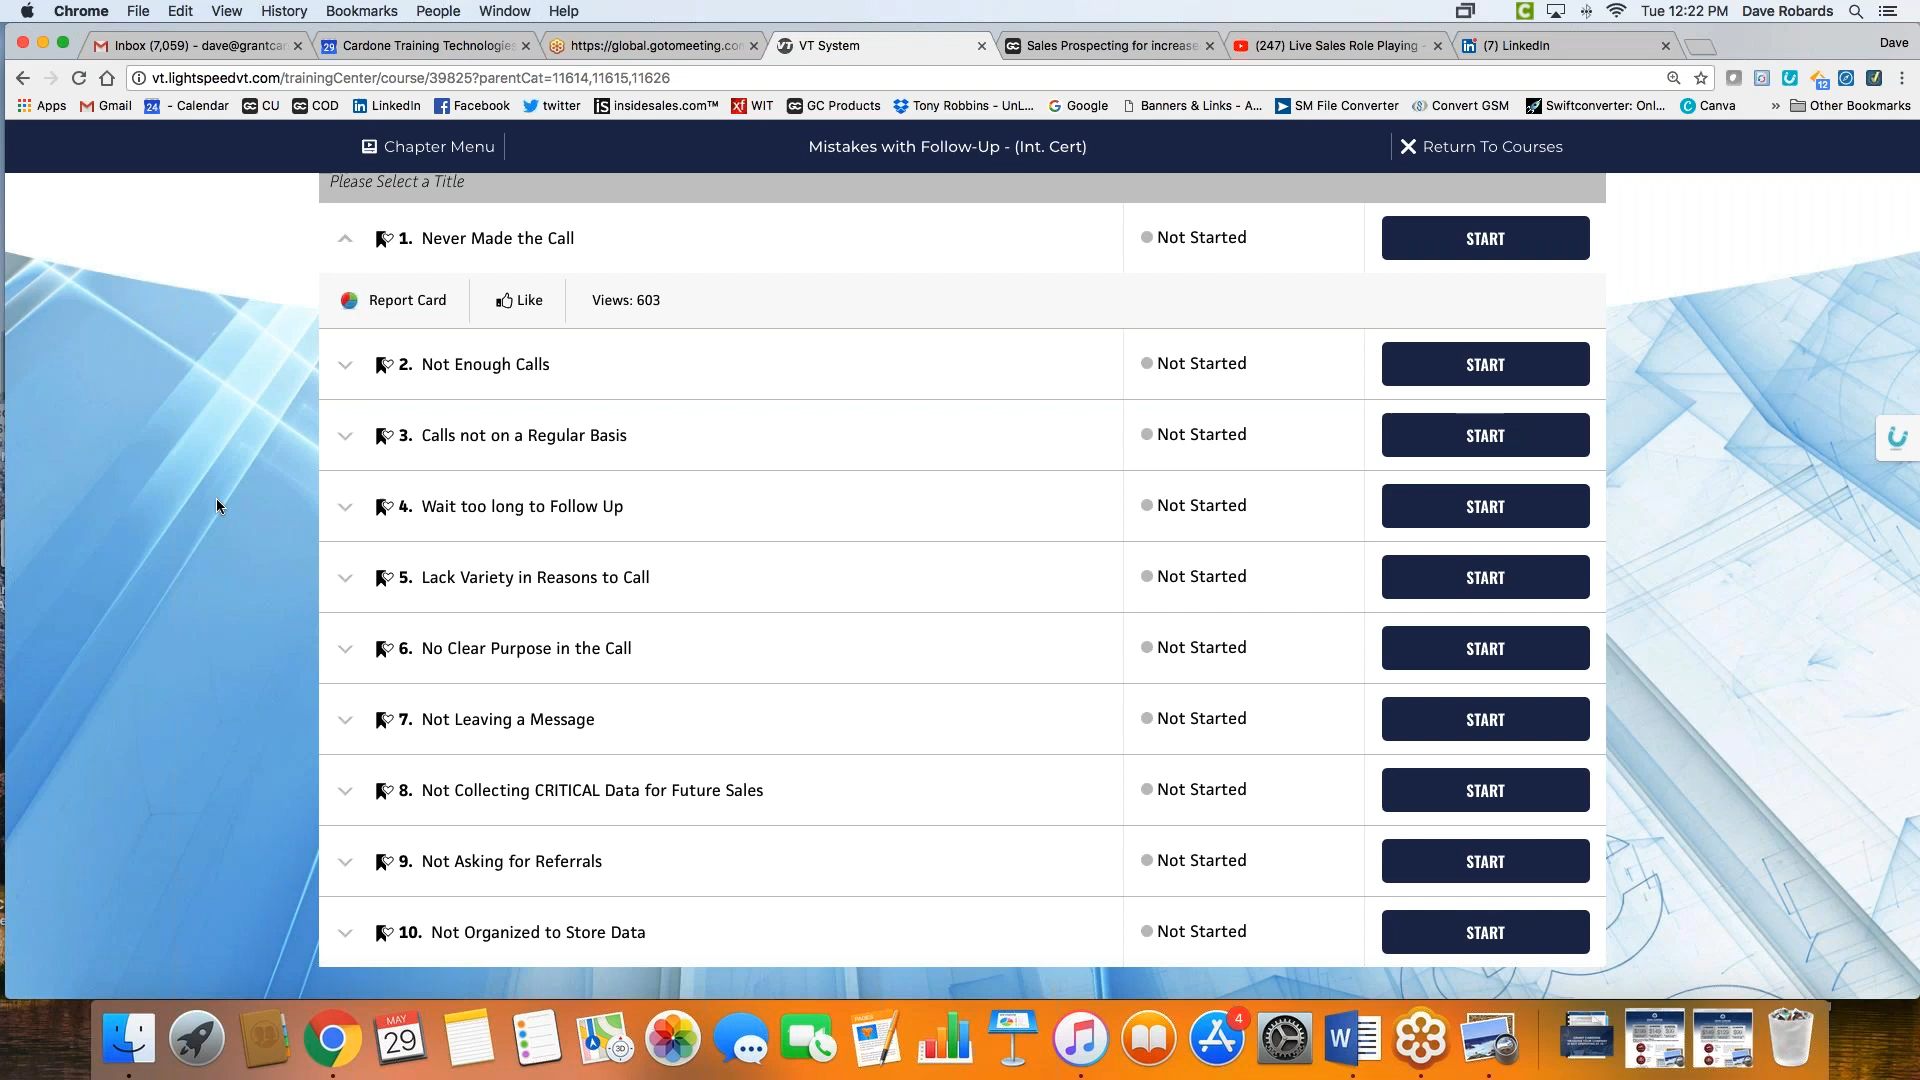 Chrome File Edit View History Bookmarks People Window Help Tue 12:22 PM Dave Robards
Inbox (7,059) - dave@grantcar Cardone Training Technologies https://global.gotomeeting.com VT System Sales Prospecting for increase (247) Live Sales Role Playing - (7) LinkedIn Dave
vt.lightspeedvt.com/trainingCenter/course/39825?parentCat=11614,11615,11626
Apps Gmail - Calendar CU COD LinkedIn Facebook twitter insidesales.com™ WIT GC Products Tony Robbins - UnL... Google Banners & Links - A... SM File Converter Convert GSM Swiftconverter: Onl... Canva » Other Bookmarks
Chapter Menu Mistakes with Follow-Up - (Int. Cert) Return To Courses
Please Select a Title
1. Never Made the Call Not Started START
Report Card Like Views: 603
2. Not Enough Calls Not Started START
3. Calls not on a Regular Basis Not Started START
4. Wait too long to Follow Up Not Started START
5. Lack Variety in Reasons to Call Not Started START
6. No Clear Purpose in the Call Not Started START
7. Not Leaving a Message Not Started START
8. Not Collecting CRITICAL Data for Future Sales Not Started START
9. Not Asking for Referrals Not Started START
10. Not Organized to Store Data Not Started START
MAY
29
PAGES
3D
4